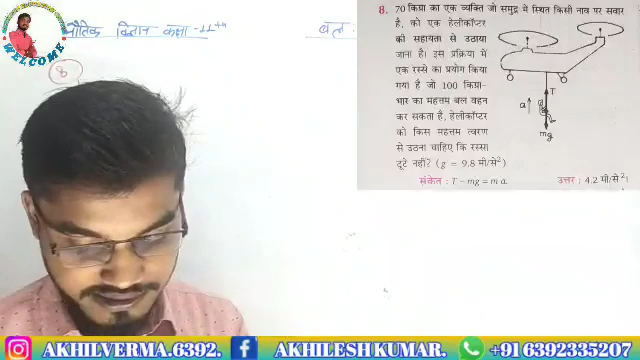 भौतिक विज्ञान कक्षा -11ᵗʰ
बल
WELCOME
8
8. 70 किग्रा का एक व्यक्ति जो समुद्र में स्थित किसी नाव पर सवार
है, को एक हेलीकॉप्टर
की सहायता से उठाया
जाना है। इस प्रक्रिया में
एक रस्से का प्रयोग किया
गया है जो 100 किग्रा-
भार का महत्तम बल वहन
कर सकता है, हेलीकॉप्टर
को किस महत्तम त्वरण
से उठना चाहिए कि रस्सा
टूटे नहीं? (g = 9.8 मी/से²)
T
a
mg
संकेत : T – mg = m a.
उत्तर : 4.2 मी/से²।
AKHILVERMA.6392.
AKHILESH KUMAR.
+91 6392335207